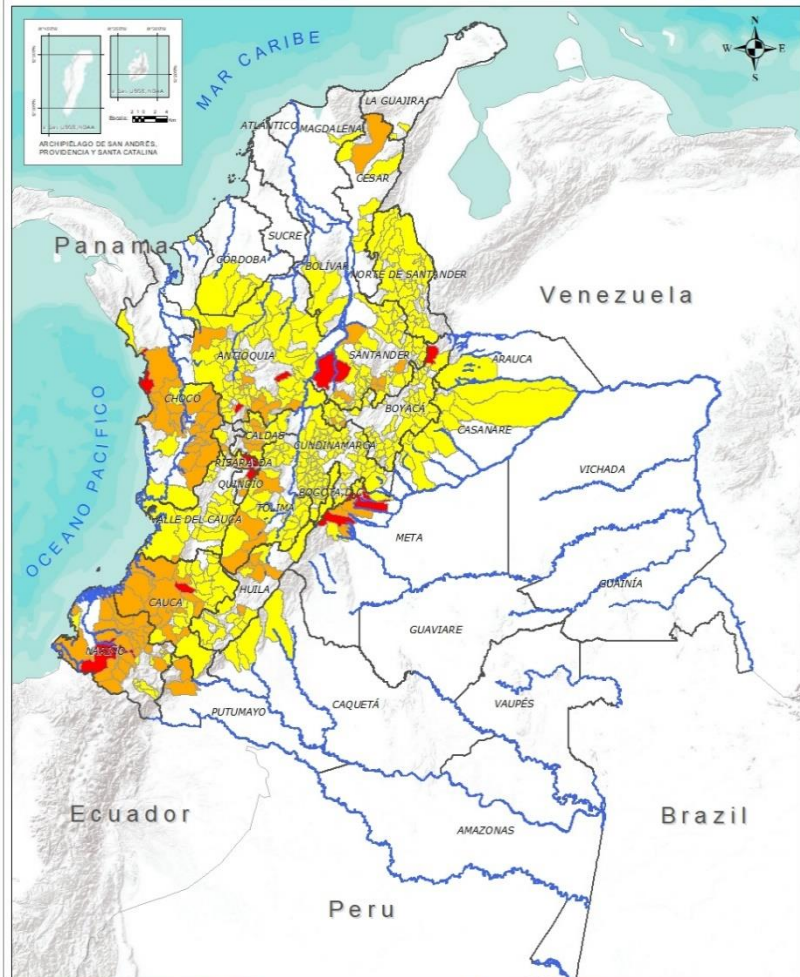 ARCHIPIÉLAGO DE SAN ANDRÉS,
PROVIDENCIA Y SANTA CATALINA
MAR CARIBE
N
W
E
S
LA GUAJIRA
ATLÁNTICO
MAGDALENA
CESAR
SUCRE
Panama
CÓRDOBA
BOLÍVAR
NORTE DE SANTANDER
Venezuela
ANTIOQUIA
SANTANDER
ARAUCA
CHOCÓ
BOYACÁ
CASANARE
CALDAS
CUNDINAMARCA
OCEANO PACIFICO
RISARALDA
VICHADA
QUINDÍO
BOGOTÁ
TOLIMA
VALLE DEL CAUCA
META
GUAINÍA
HUILA
CAUCA
GUAVIARE
NARIÑO
CAQUETÁ
VAUPÉS
PUTUMAYO
Ecuador
Brazil
AMAZONAS
Peru